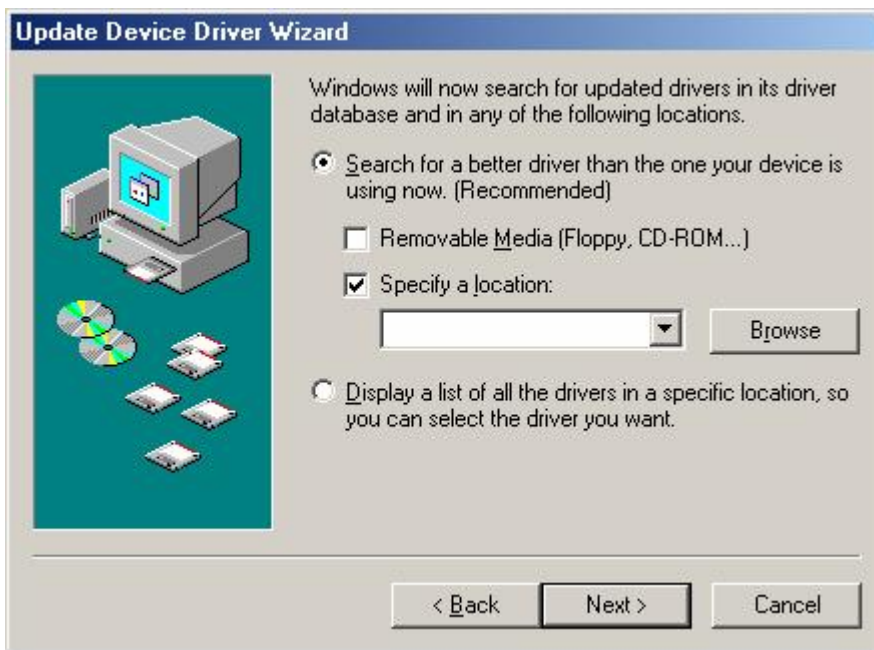 Update Device Driver Wizard
Windows will now search for updated drivers in its driver
database and in any of the following locations.
Search for a better driver than the one your device is
using now. (Recommended)
Removable Media (Floppy, CD-ROM...)
Specify a location:
Browse
Display a list of all the drivers in a specific location, so
you can select the driver you want.
< Back Next > Cancel